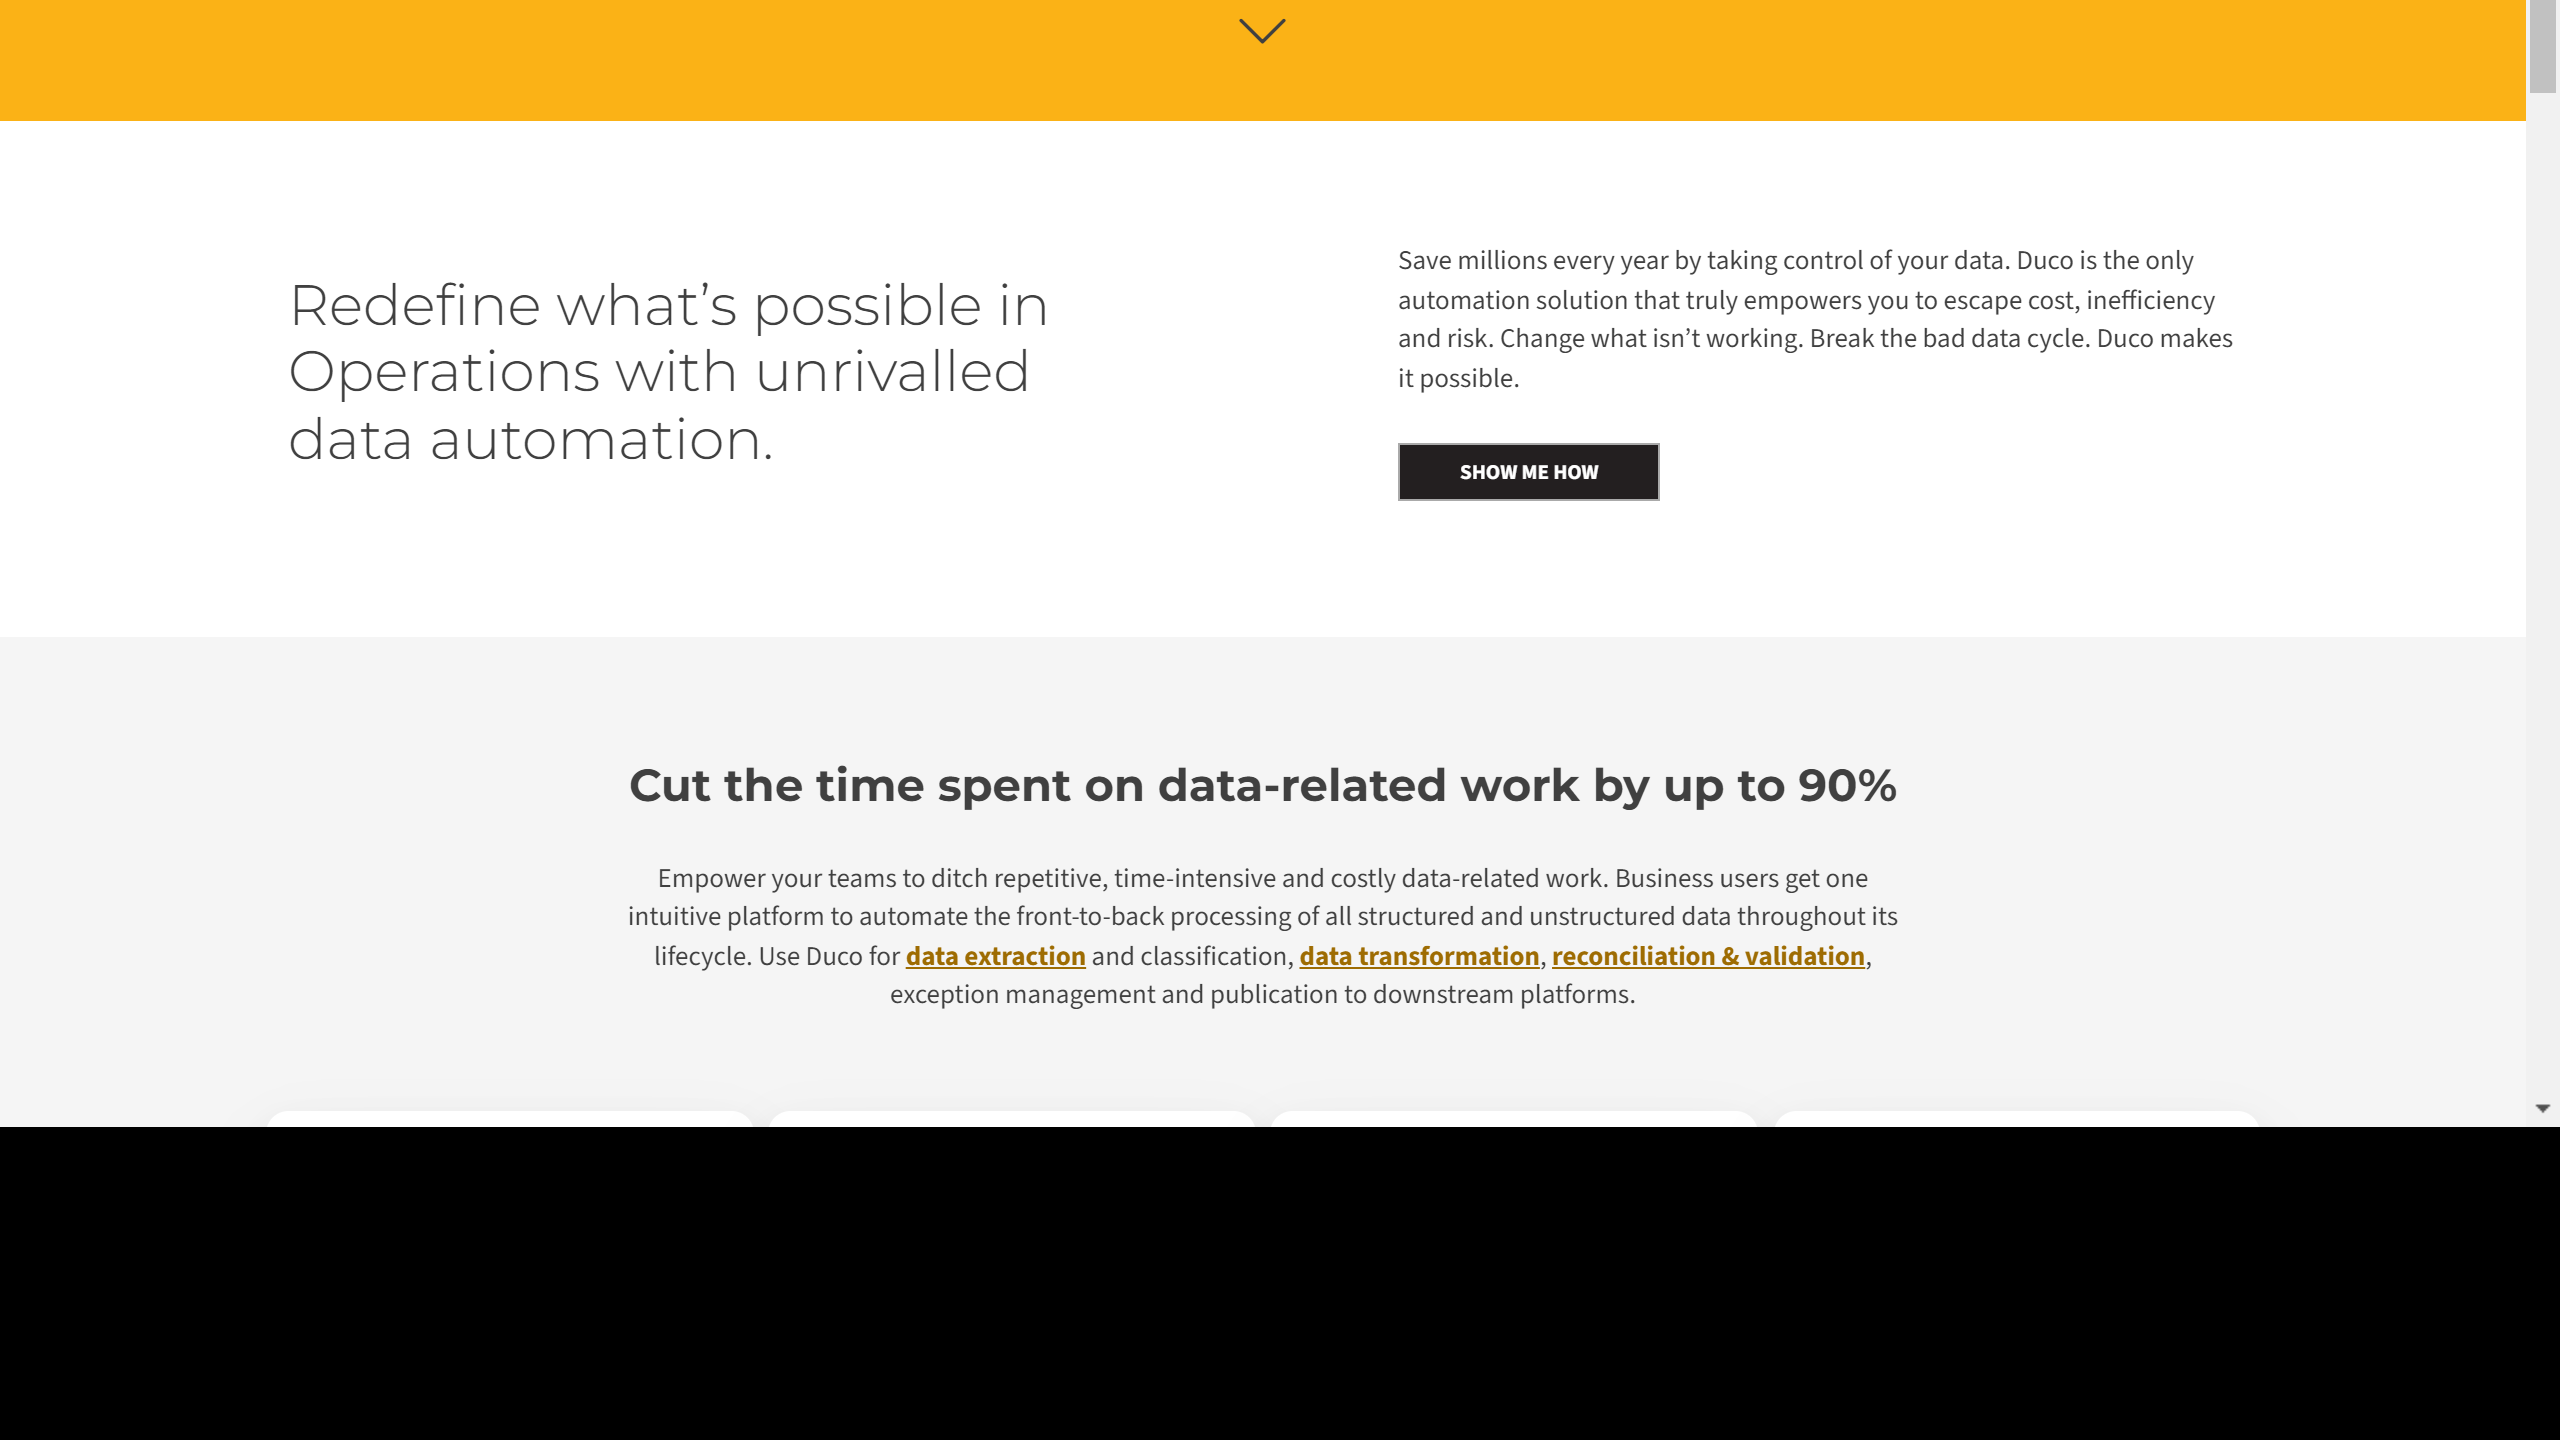 Redefine what’s possible in
Operations with unrivalled
data automation.
Save millions every year by taking control of your data. Duco is the only
automation solution that truly empowers you to escape cost, inefficiency
and risk. Change what isn’t working. Break the bad data cycle. Duco makes
it possible.
SHOW ME HOW
Cut the time spent on data-related work by up to 90%
Empower your teams to ditch repetitive, time-intensive and costly data-related work. Business users get one
intuitive platform to automate the front-to-back processing of all structured and unstructured data throughout its
lifecycle. Use Duco for data extraction and classification, data transformation, reconciliation & validation,
exception management and publication to downstream platforms.